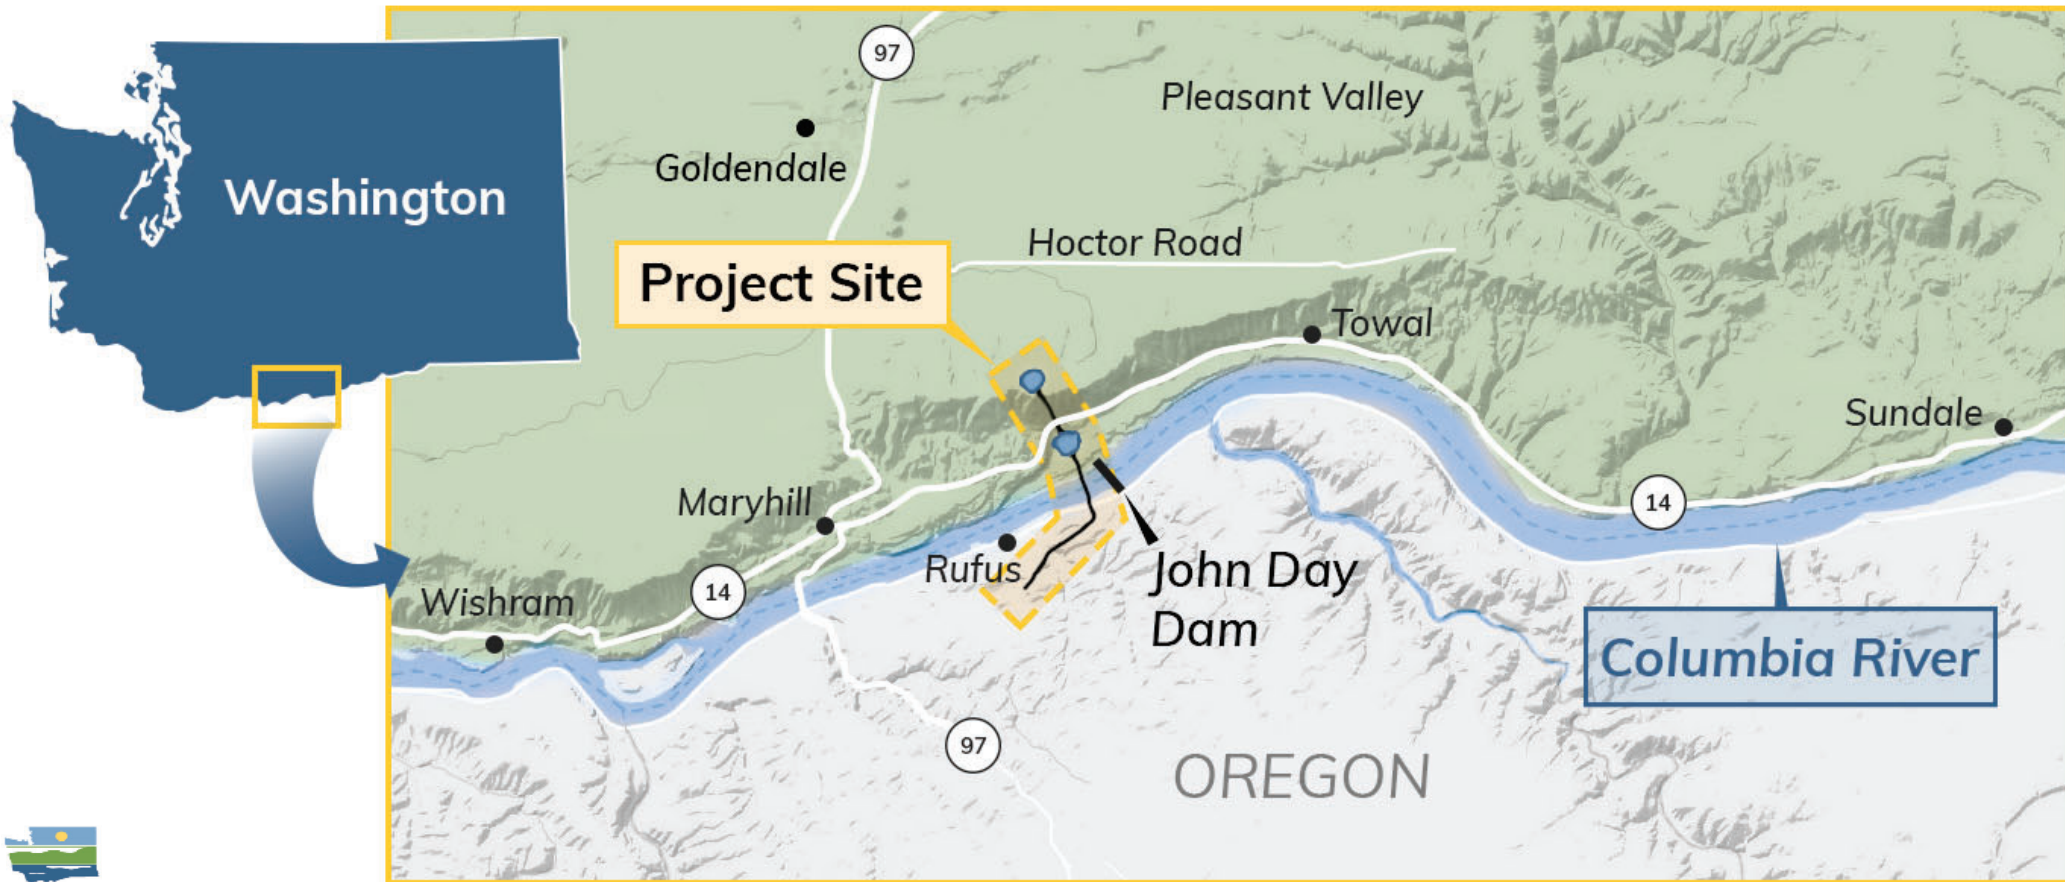 97
Pleasant Valley
Goldendale
Washington
Hoctor Road
Project Site
Towal
Sundale
Maryhill
14
Rufus
John Day
Dam
14
Wishram
Columbia River
97
OREGON